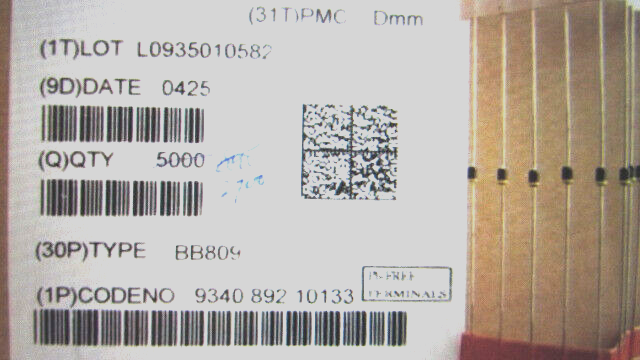 (31T)PMC Dmm
(1T)LOT L0935010582
(9D)DATE 0425
(Q)QTY 5000
(30P)TYPE BB809
(1P)CODENO 9340 892 10133
Pb-FREE
TERMINALS